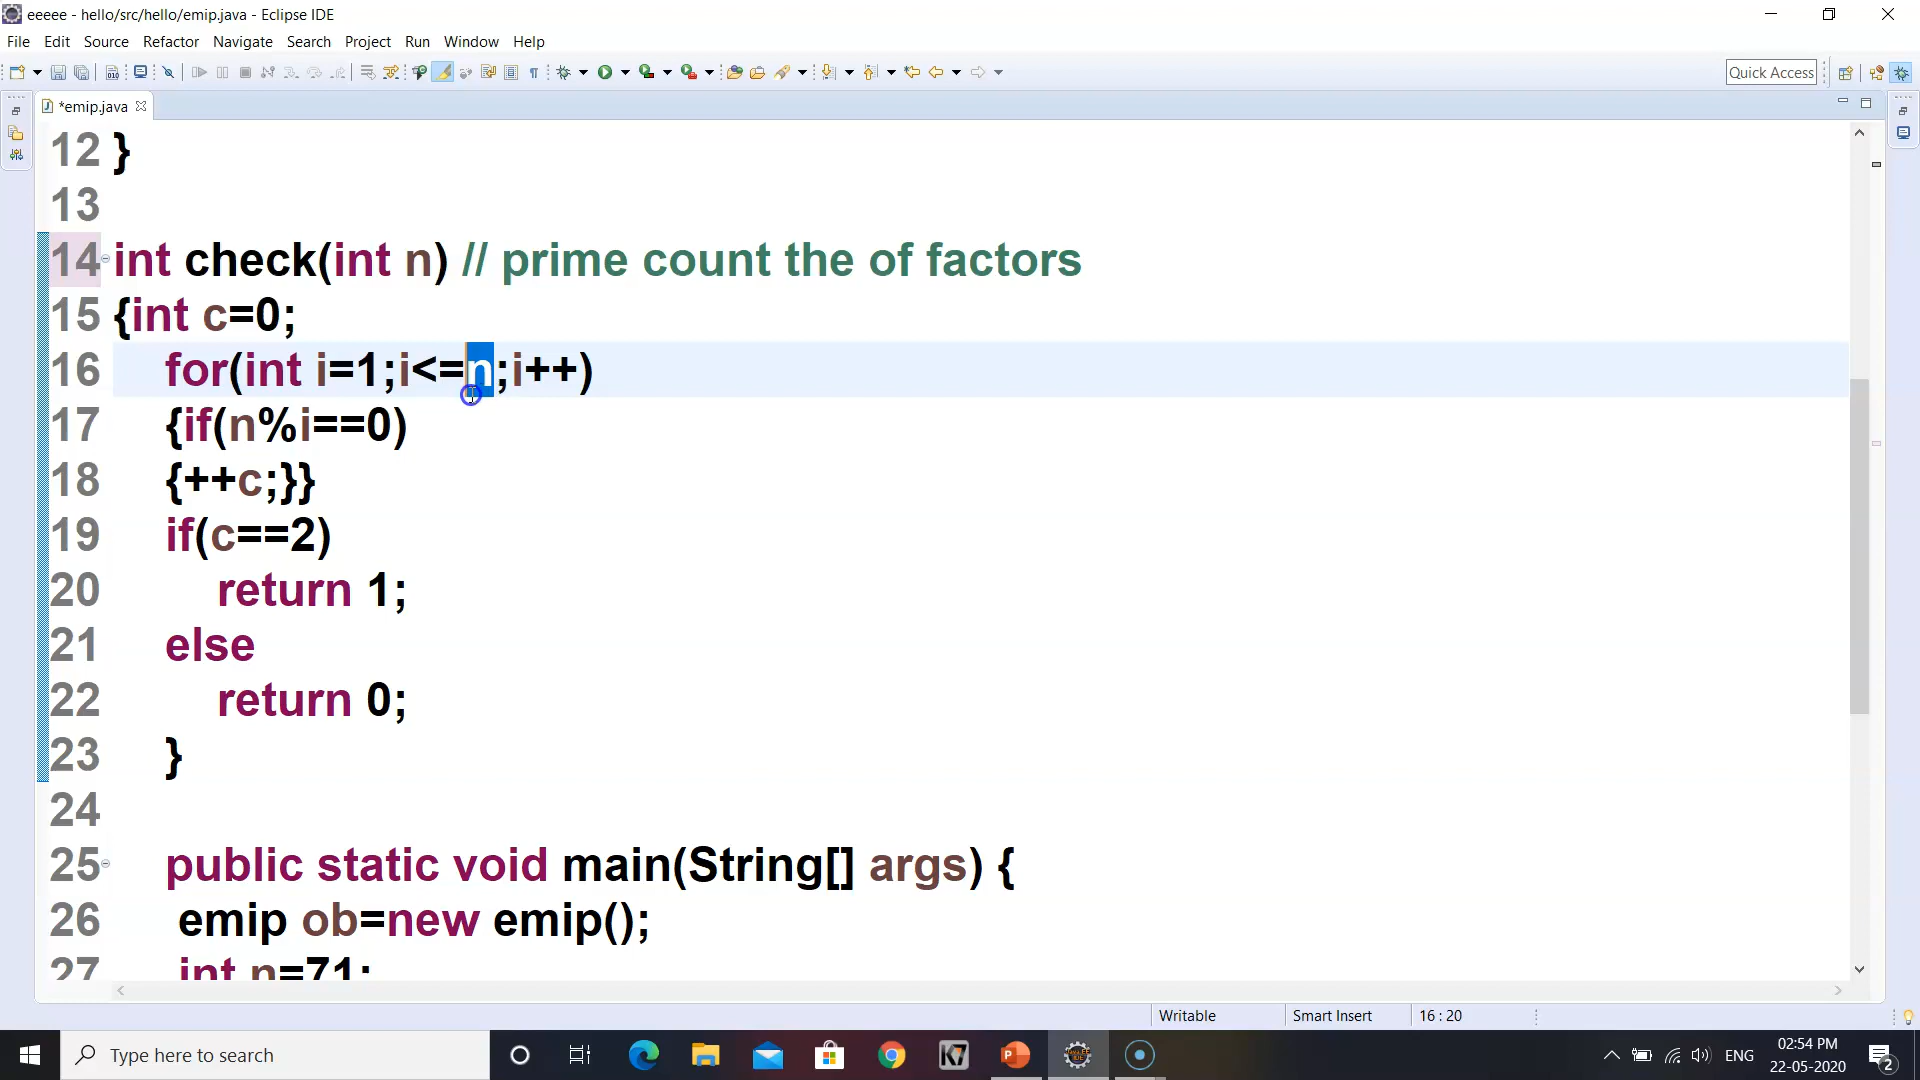 eeeee - hello/src/hello/emip.java - Eclipse IDE
File Edit Source Refactor Navigate Search Project Run Window Help
Quick Access
*emip.java
12 }
13
14 int check(int n) // prime count the of factors
15 {int c=0;
16 for(int i=1;i<=n;i++)
17 {if(n%i==0)
18 {++c;}}
19 if(c==2)
20 return 1;
21 else
22 return 0;
23 }
24
25 public static void main(String[] args) {
26 emip ob=new emip();
27 int n=71;
Writable Smart Insert 16 : 20
Type here to search
ENG
02:54 PM
22-05-2020
2